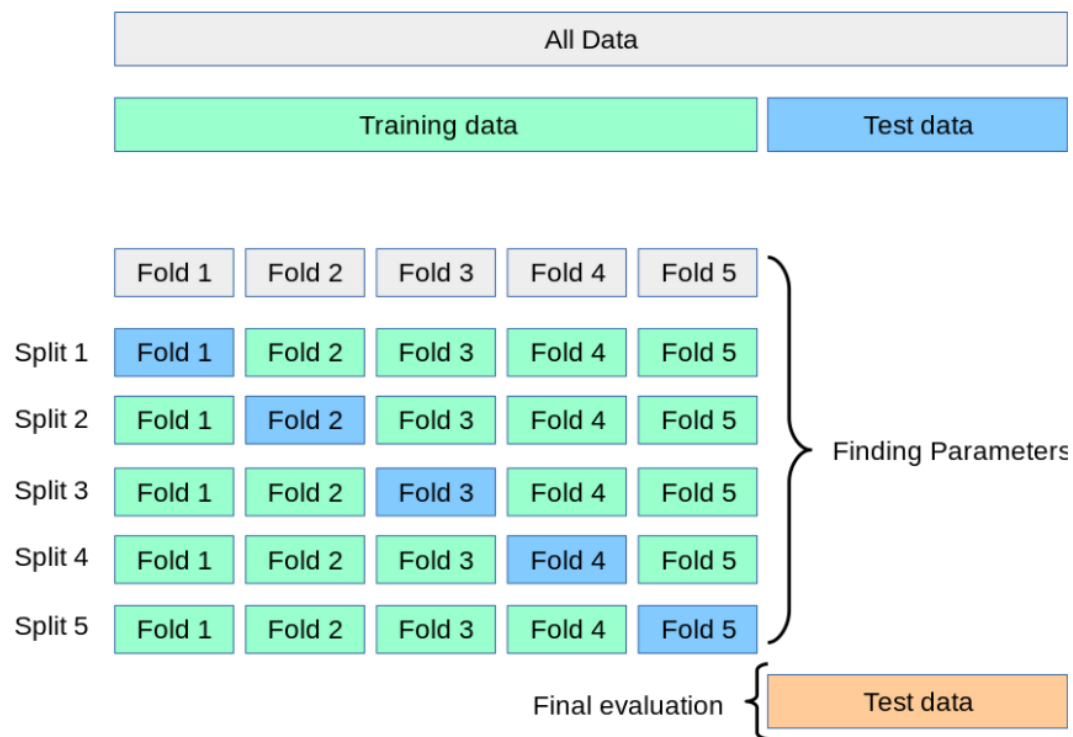 All Data
Training data Test data
Fold 1 Fold 2 Fold 3 Fold 4 Fold 5
Split 1 Fold 1 Fold 2 Fold 3 Fold 4 Fold 5
Split 2 Fold 1 Fold 2 Fold 3 Fold 4 Fold 5
Finding Parameters
Split 3 Fold 1 Fold 2 Fold 3 Fold 4 Fold 5
Split 4 Fold 1 Fold 2 Fold 3 Fold 4 Fold 5
Split 5 Fold 1 Fold 2 Fold 3 Fold 4 Fold 5
Final evaluation Test data